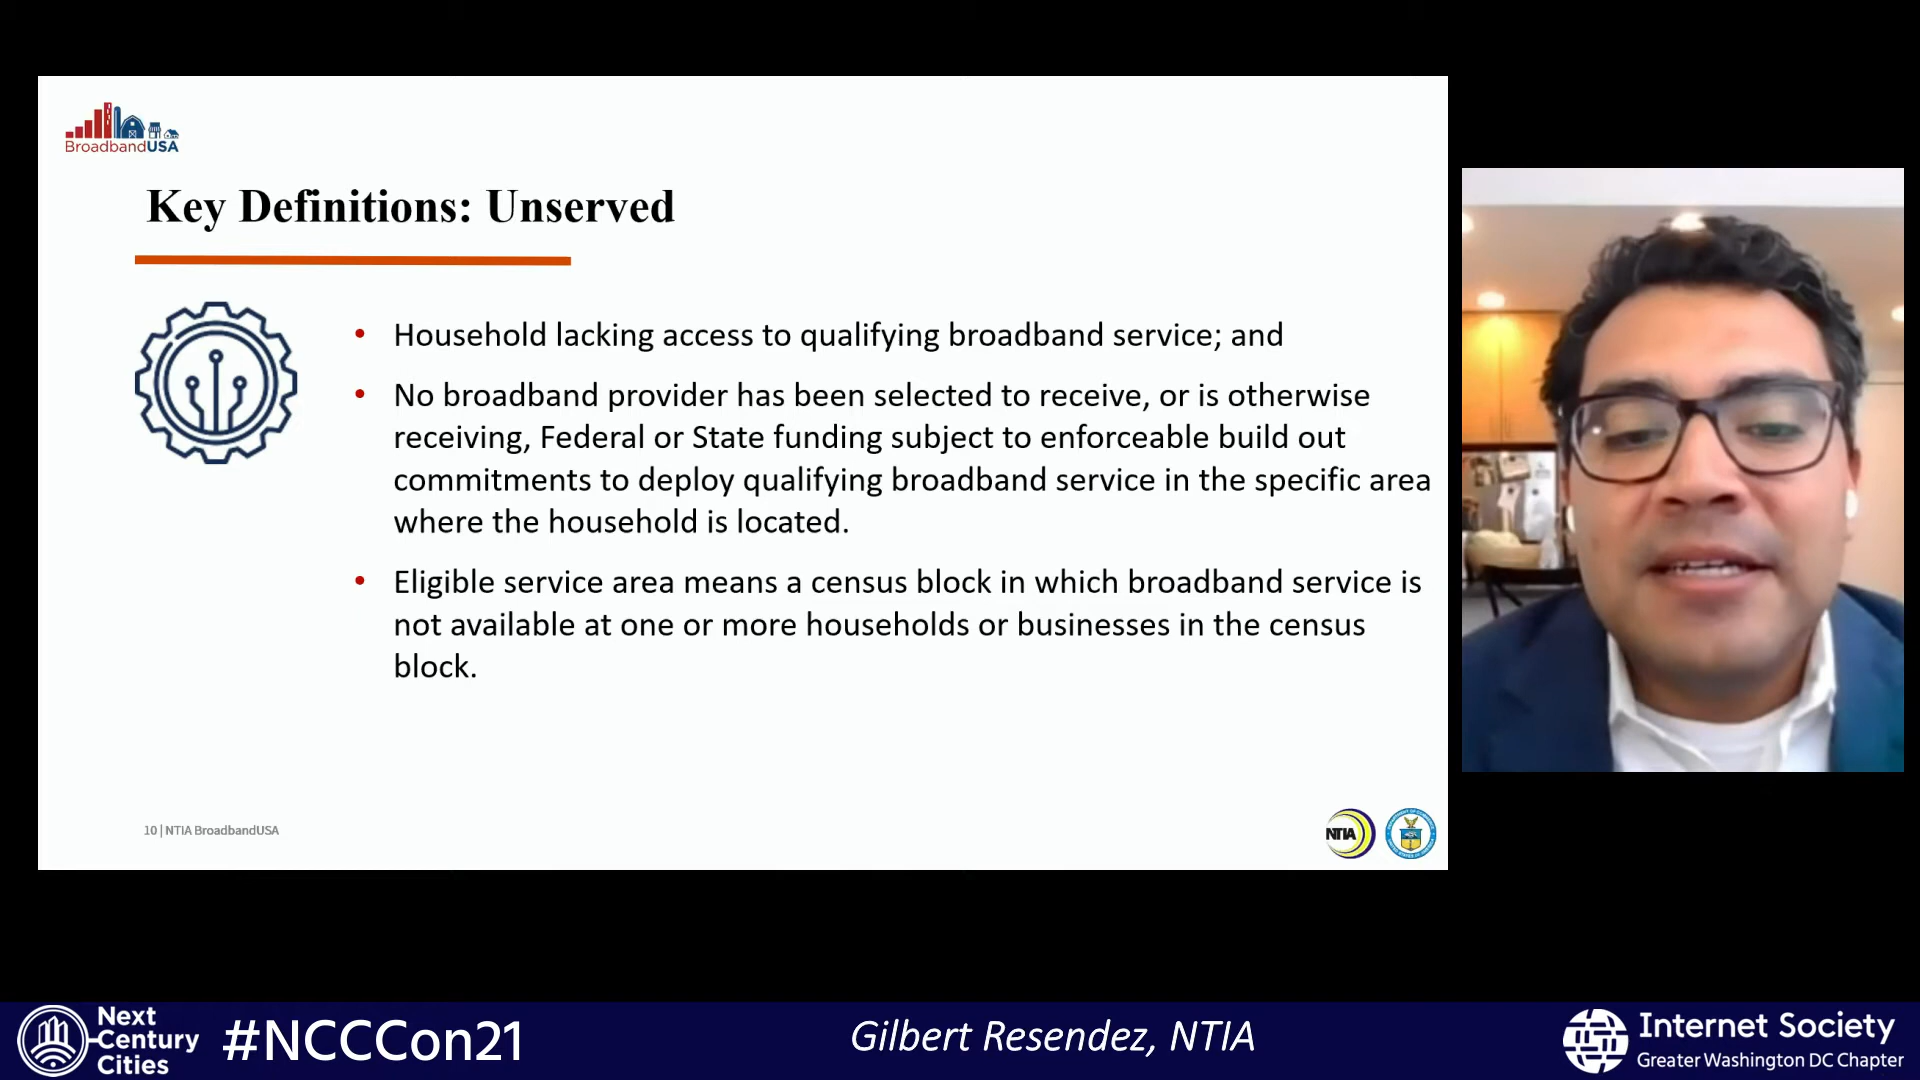 BroadbandUSA
Key Definitions: Unserved
• Household lacking access to qualifying broadband service; and
• No broadband provider has been selected to receive, or is otherwise
receiving, Federal or State funding subject to enforceable build out
commitments to deploy qualifying broadband service in the specific area
where the household is located.
• Eligible service area means a census block in which broadband service is
not available at one or more households or businesses in the census
block.
10 | NTIA BroadbandUSA
NTIA
Next
Century
Cities
#NCCCon21
Gilbert Resendez, NTIA
Internet Society
Greater Washington DC Chapter